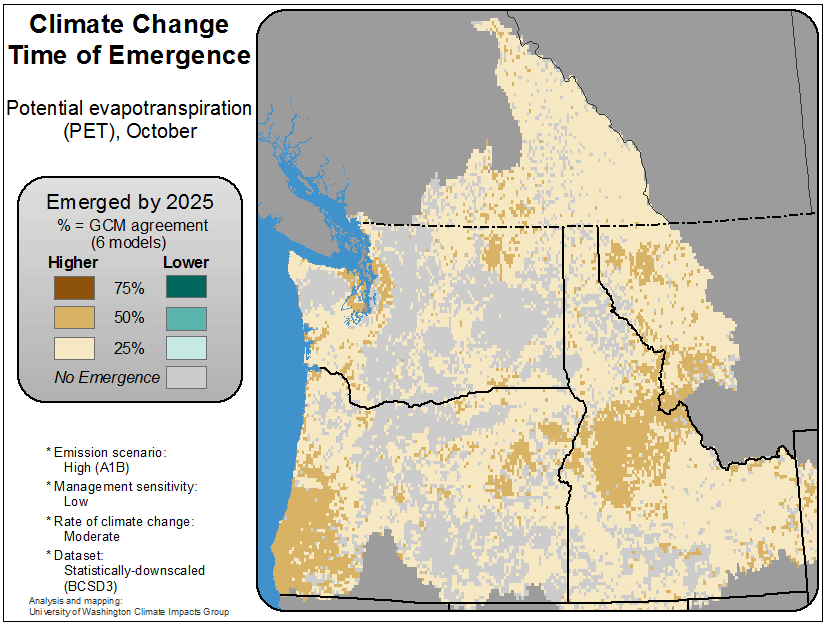 Climate Change
Time of Emergence
Potential evapotranspiration
(PET), October
Emerged by 2025
% = GCM agreement
(6 models)
Higher Lower
75%
50%
25%
No Emergence
* Emission scenario:
High (A1B)
* Management sensitivity:
Low
* Rate of climate change:
Moderate
* Dataset:
Statistically-downscaled
(BCSD3)
Analysis and mapping:
University of Washington Climate Impacts Group